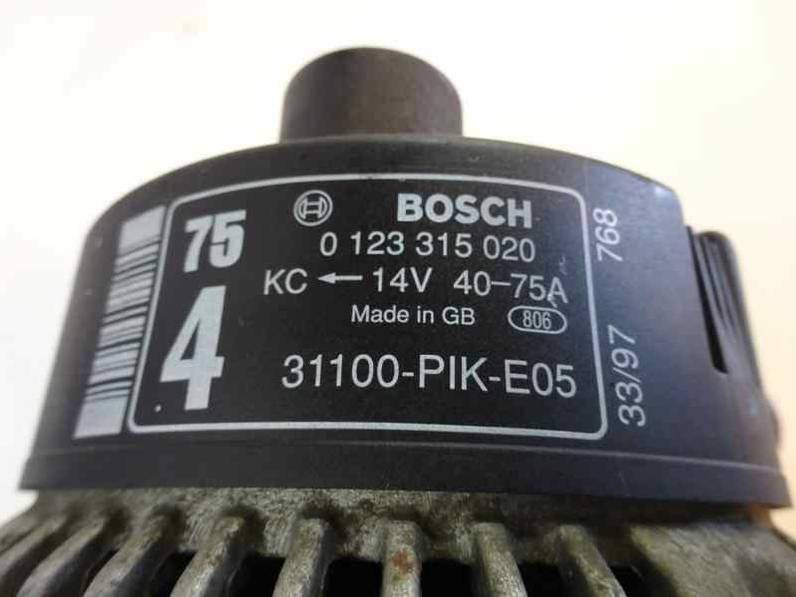 75
BOSCH
0 123 315 020
KC ← 14V 40-75A
Made in GB 806
4
31100-PIK-E05
33/97 768